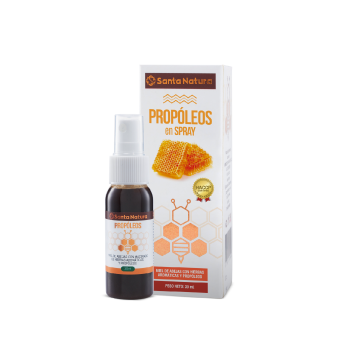 Santa Natura
PROPÓLEOS
en SPRAY
HACCP
MIEL DE ABEJAS CON HIERBAS
AROMÁTICAS Y PROPÓLEO
PESO NETO: 30 ml
Santa Natura
PROPÓLEOS